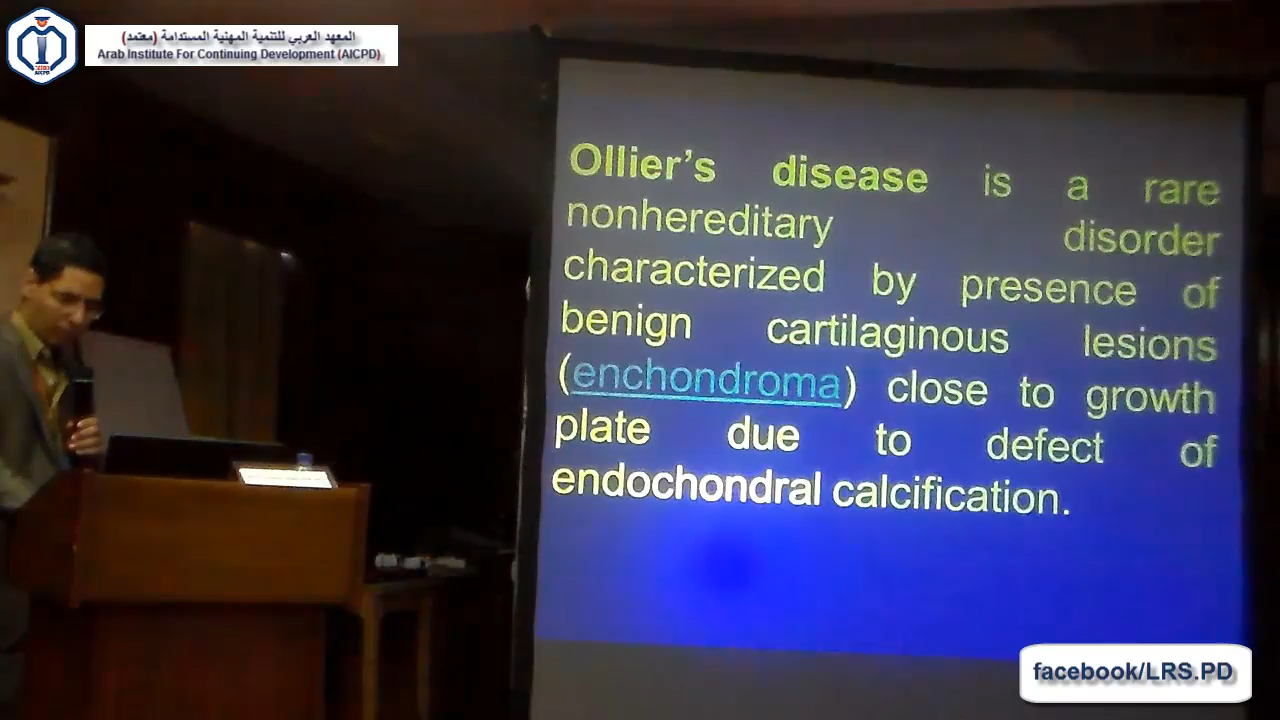 المعهد العربي للتنمية المهنية المستدامة (معتمد)
Arab Institute For Continuing Development (AICPD)
AICPD
Ollier's disease is a rare
nonhereditary disorder
characterized by presence of
benign cartilaginous lesions
(enchondroma) close to growth
plate due to defect of
endochondral calcification.
facebook/LRS.PD